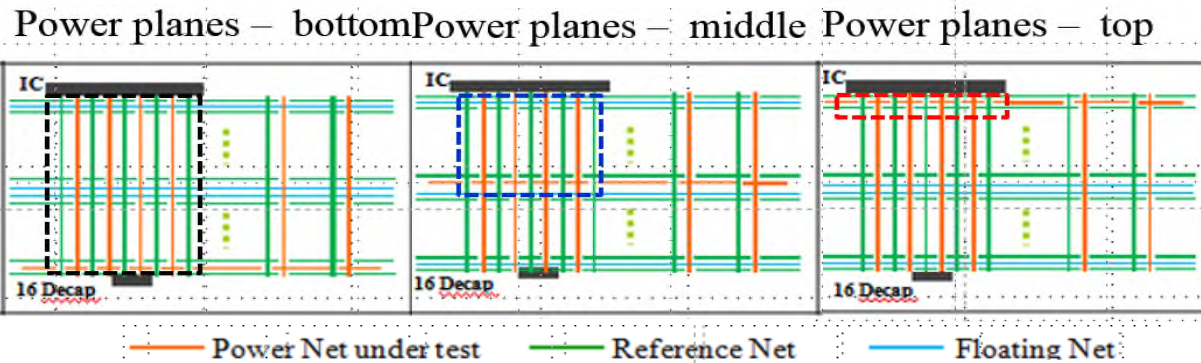 Power planes – bottom
Power planes – middle
Power planes – top
IC
IC
IC
16 Decap
16 Decap
16 Decap
Power Net under test
Reference Net
Floating Net